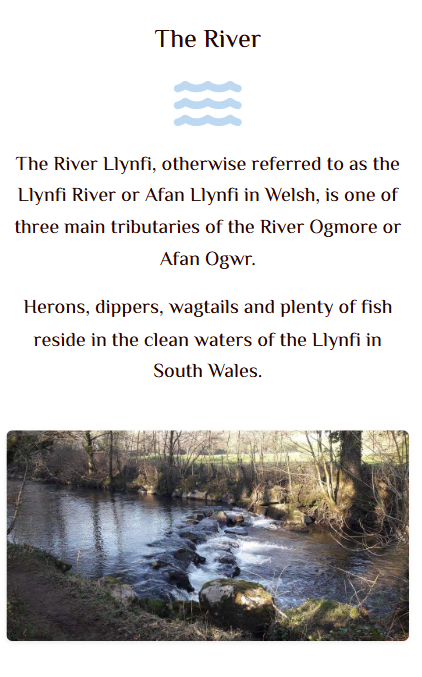 The River
The River Llynfi, otherwise referred to as the
Llynfi River or Afan Llynfi in Welsh, is one of
three main tributaries of the River Ogmore or
Afan Ogwr.
Herons, dippers, wagtails and plenty of fish
reside in the clean waters of the Llynfi in
South Wales.